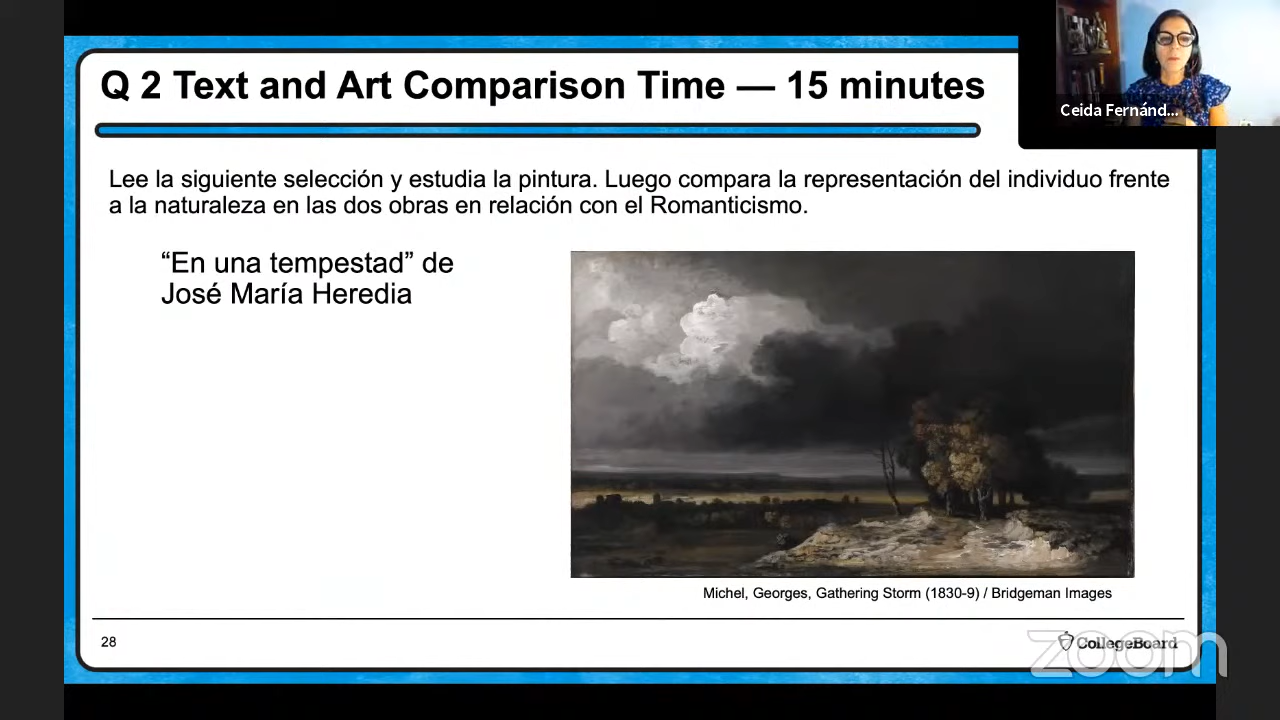 Q 2 Text and Art Comparison Time — 15 minutes
Ceida Fernánd...
Lee la siguiente selección y estudia la pintura. Luego compara la representación del individuo frente
a la naturaleza en las dos obras en relación con el Romanticismo.
“En una tempestad” de
José María Heredia
Michel, Georges, Gathering Storm (1830-9) / Bridgeman Images
28
CollegeBoard
zoom